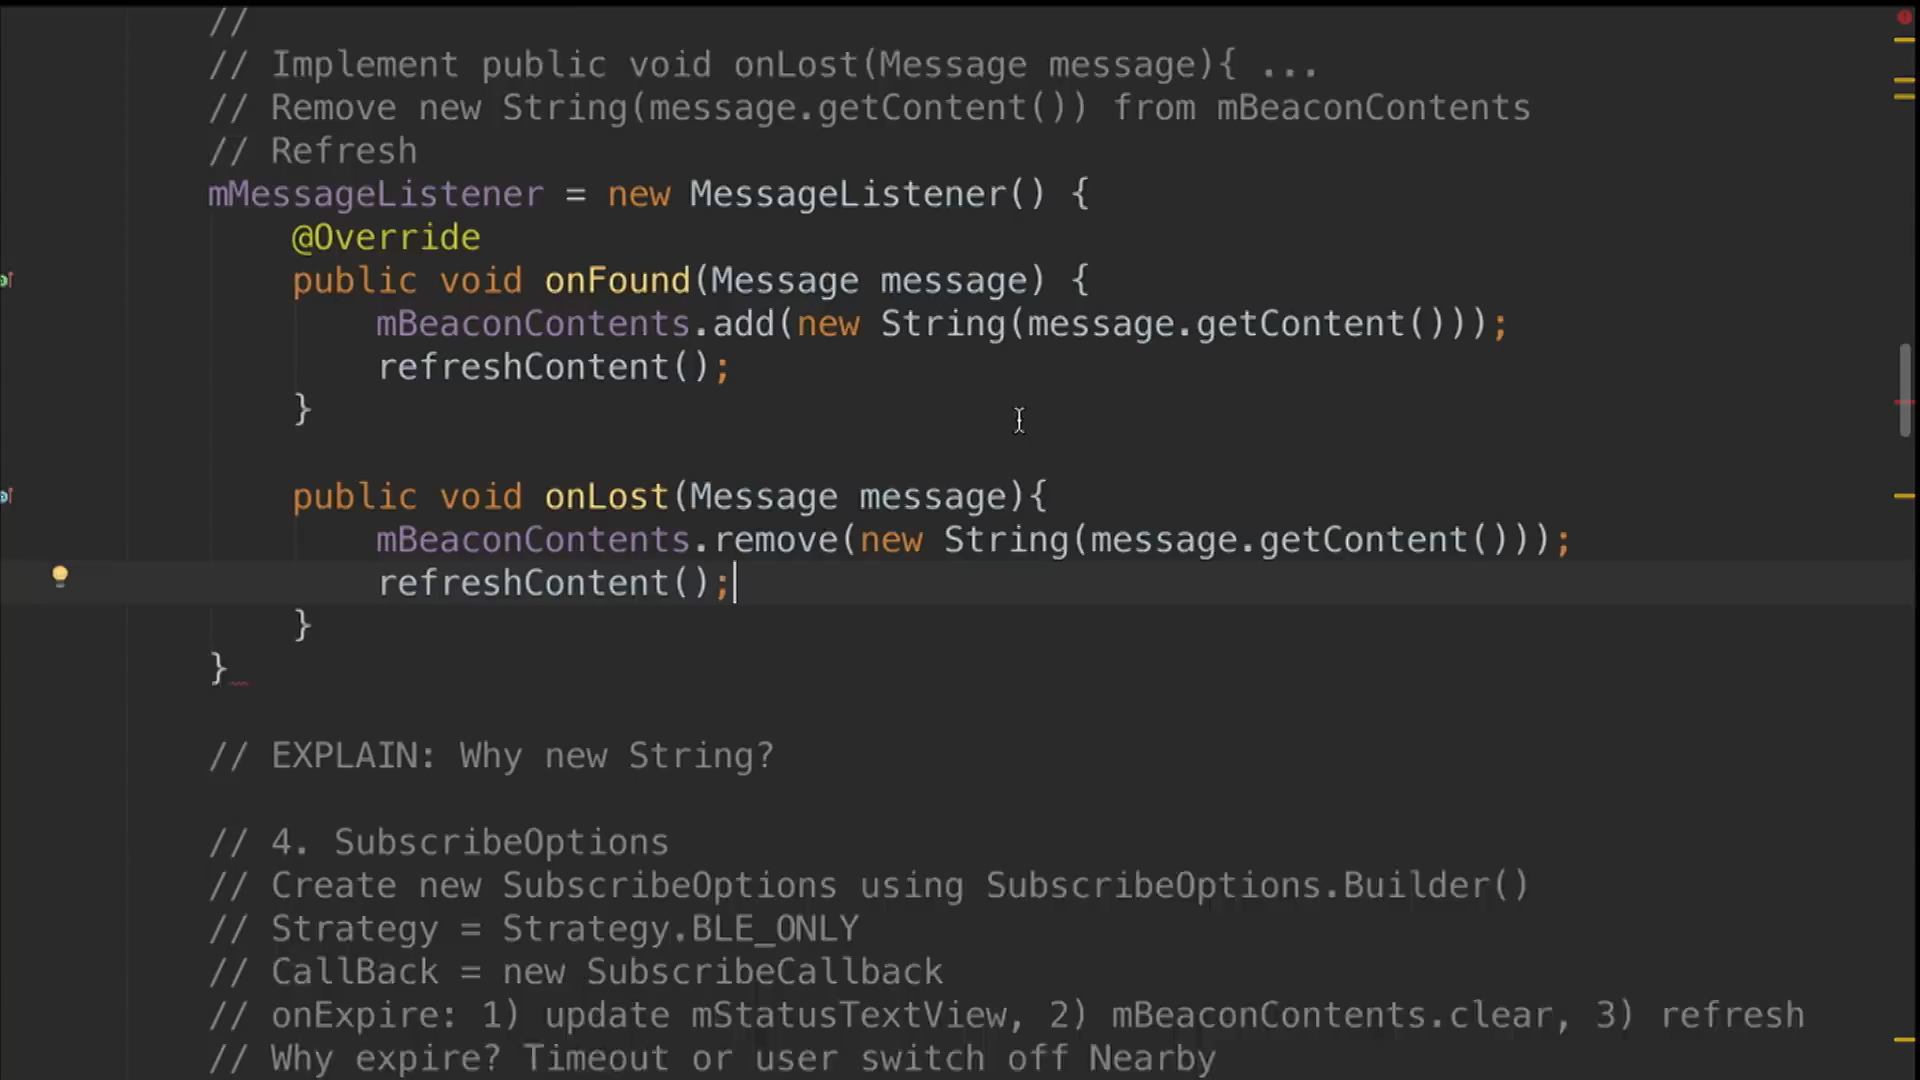 //
// Implement public void onLost(Message message){ ...
// Remove new String(message.getContent()) from mBeaconContents
// Refresh
mMessageListener = new MessageListener() {
@Override
public void onFound(Message message) {
mBeaconContents.add(new String(message.getContent()));
refreshContent();
}
public void onLost(Message message){
mBeaconContents.remove(new String(message.getContent()));
refreshContent();
}
}
// EXPLAIN: Why new String?
// 4. SubscribeOptions
// Create new SubscribeOptions using SubscribeOptions.Builder()
// Strategy = Strategy.BLE_ONLY
// CallBack = new SubscribeCallback
// onExpire: 1) update mStatusTextView, 2) mBeaconContents.clear, 3) refresh
// Why expire? Timeout or user switch off Nearby